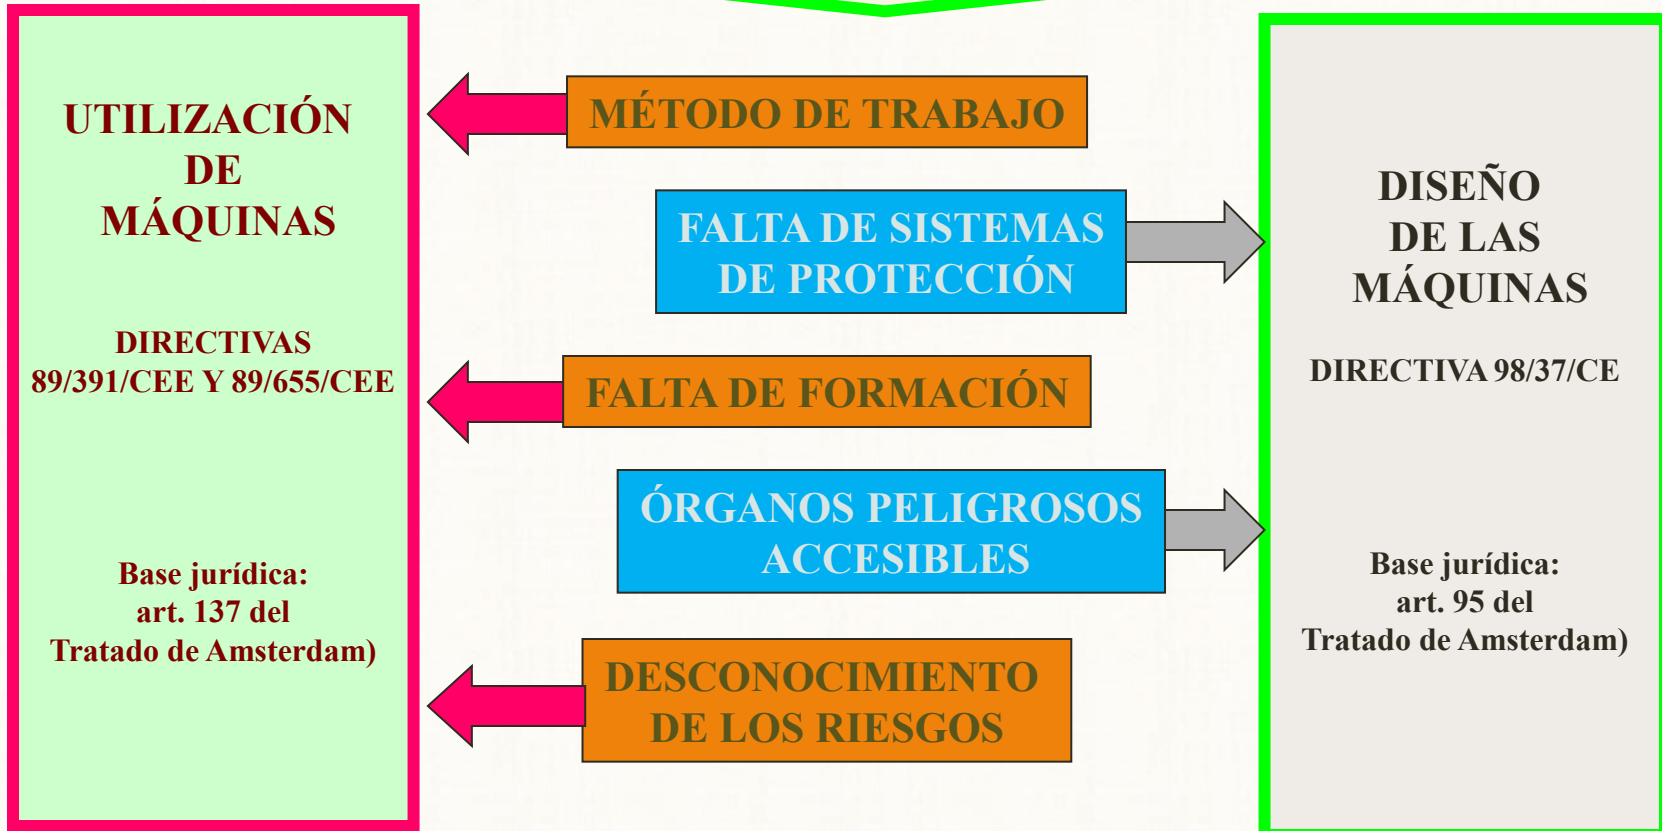 UTILIZACIÓN
DE
MÁQUINAS
DIRECTIVAS
89/391/CEE Y 89/655/CEE
Base jurídica:
art. 137 del
Tratado de Amsterdam)
MÉTODO DE TRABAJO
FALTA DE SISTEMAS
DE PROTECCIÓN
FALTA DE FORMACIÓN
ÓRGANOS PELIGROSOS
ACCESIBLES
DESCONOCIMIENTO
DE LOS RIESGOS
DISEÑO
DE LAS
MÁQUINAS
DIRECTIVA 98/37/CE
Base jurídica:
art. 95 del
Tratado de Amsterdam)